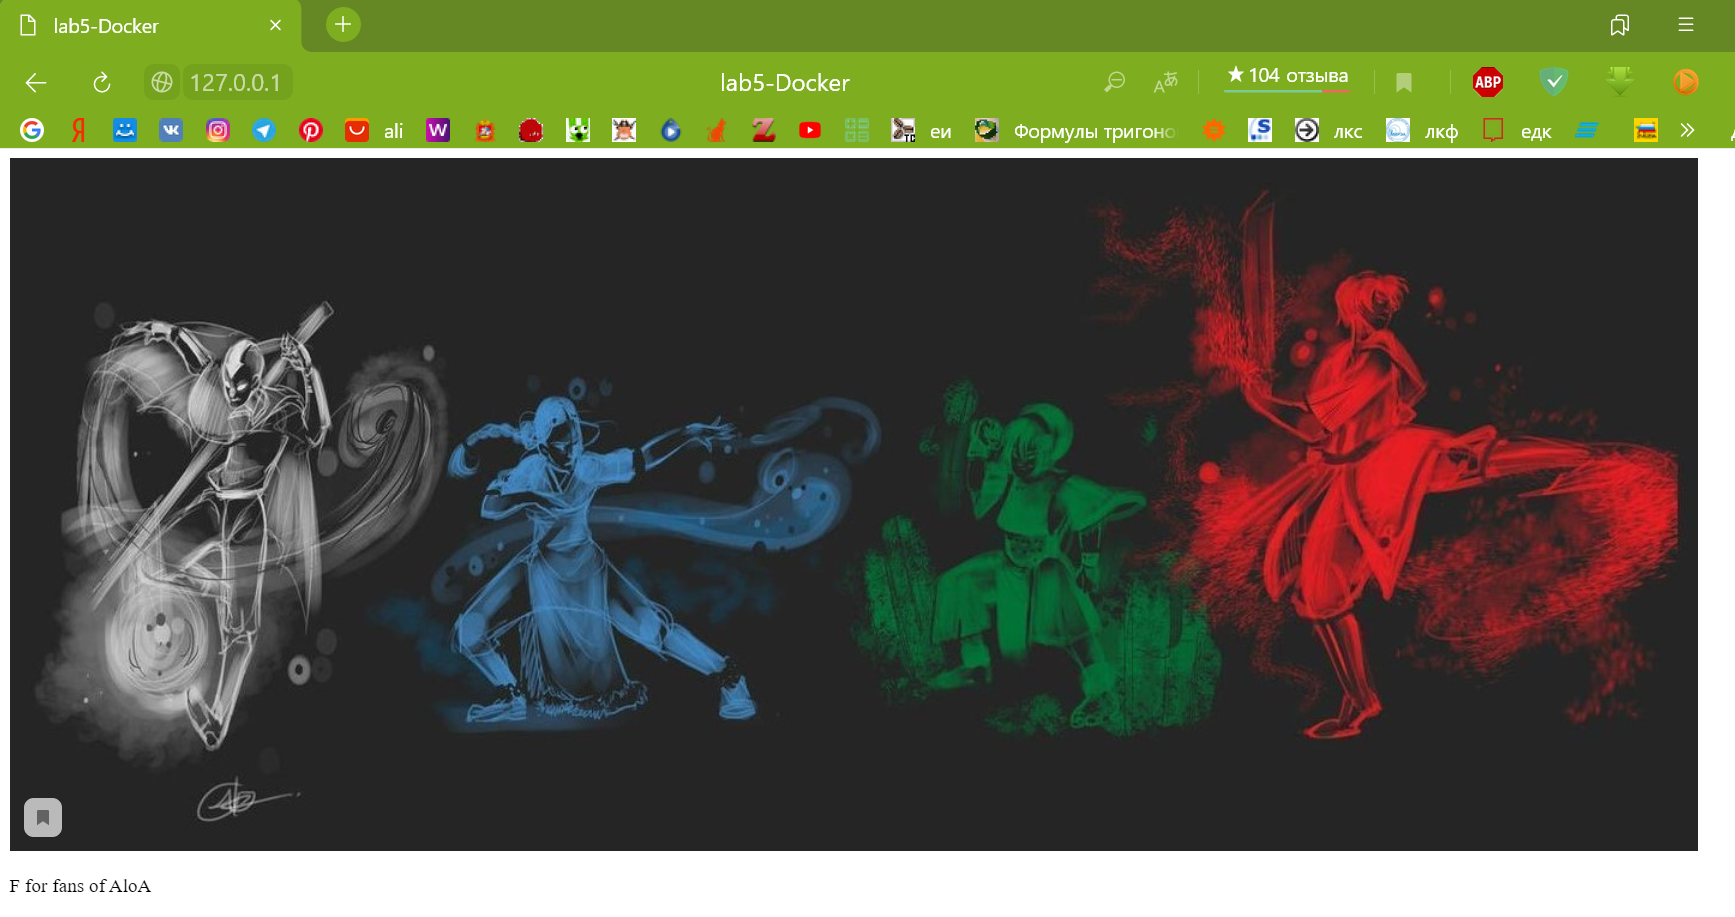 lab5-Docker
127.0.0.1
lab5-Docker
★ 104 отзыва
ABP
ali
еи
Формулы тригоно
лкс
лкф
едк
F for fans of AloA